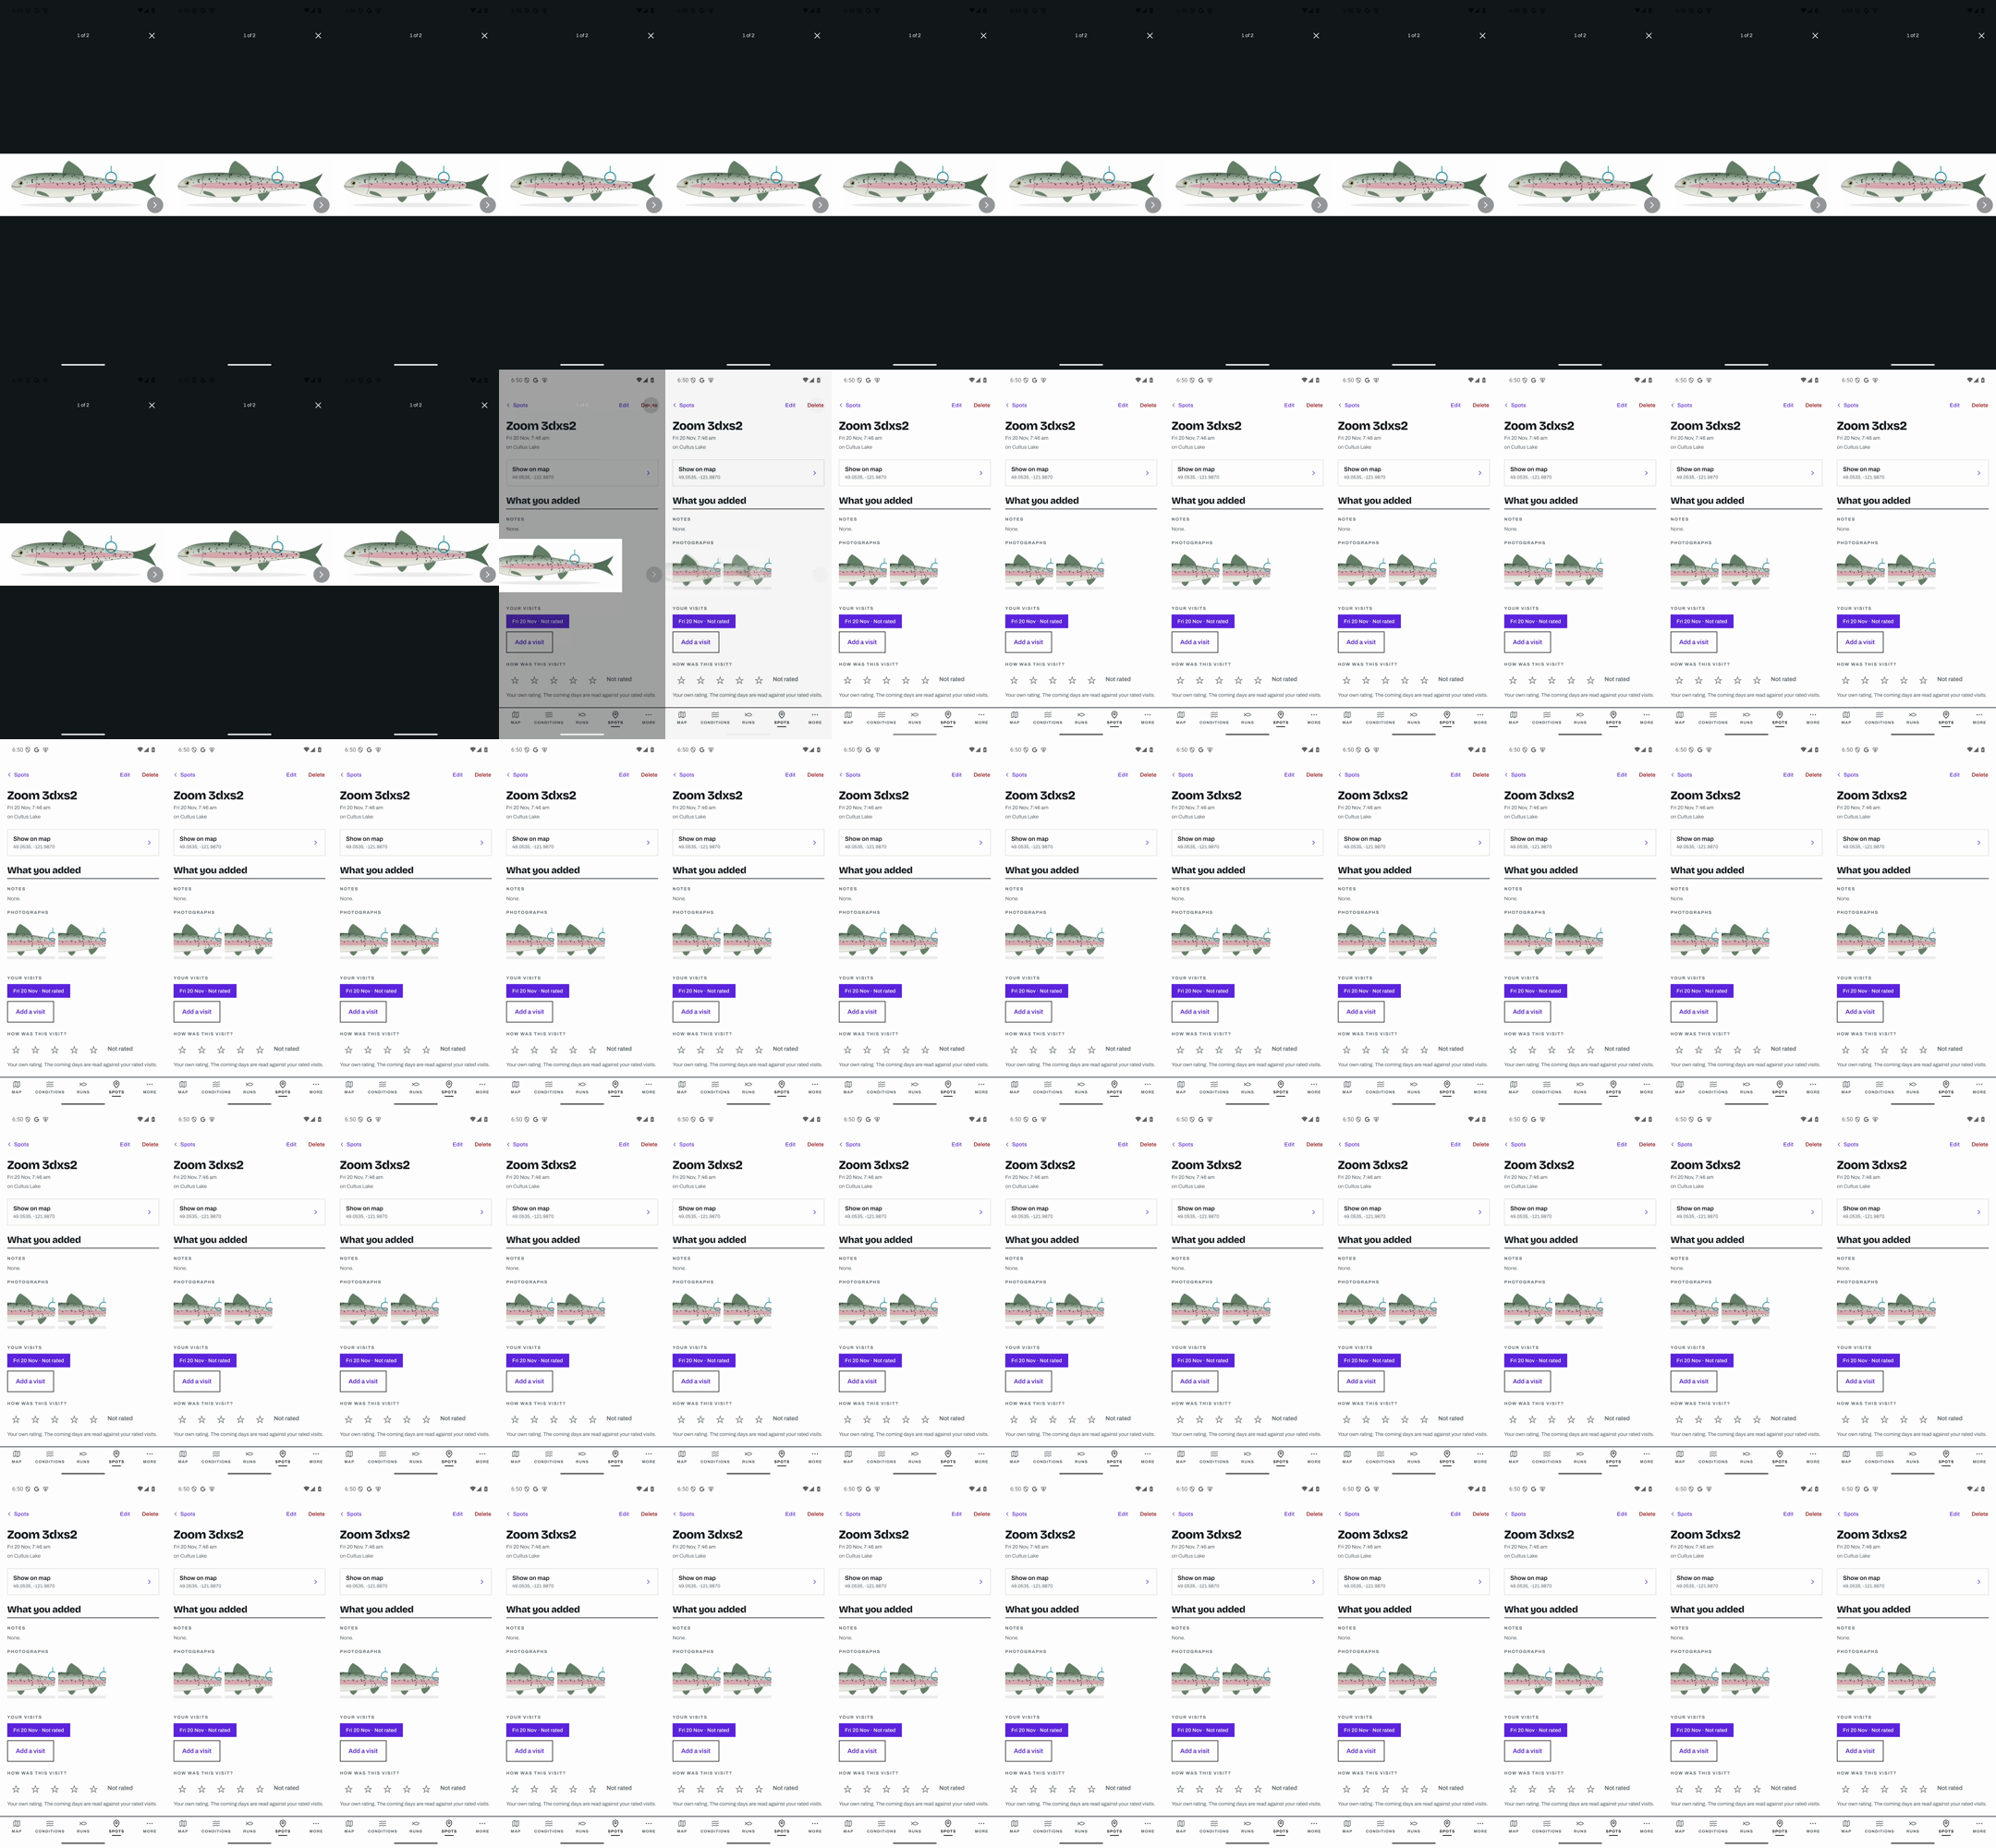 1 of 2
6:50
Spots
Edit
Delete
Zoom 3dxs2
Fri 20 Nov, 7:46 am
on Cultus Lake
Show on map
49.0535, -121.9870
What you added
NOTES
None.
PHOTOGRAPHS
YOUR VISITS
Fri 20 Nov · Not rated
Add a visit
HOW WAS THIS VISIT?
Not rated
Your own rating. The coming days are read against your rated visits.
MAP CONDITIONS RUNS SPOTS MORE